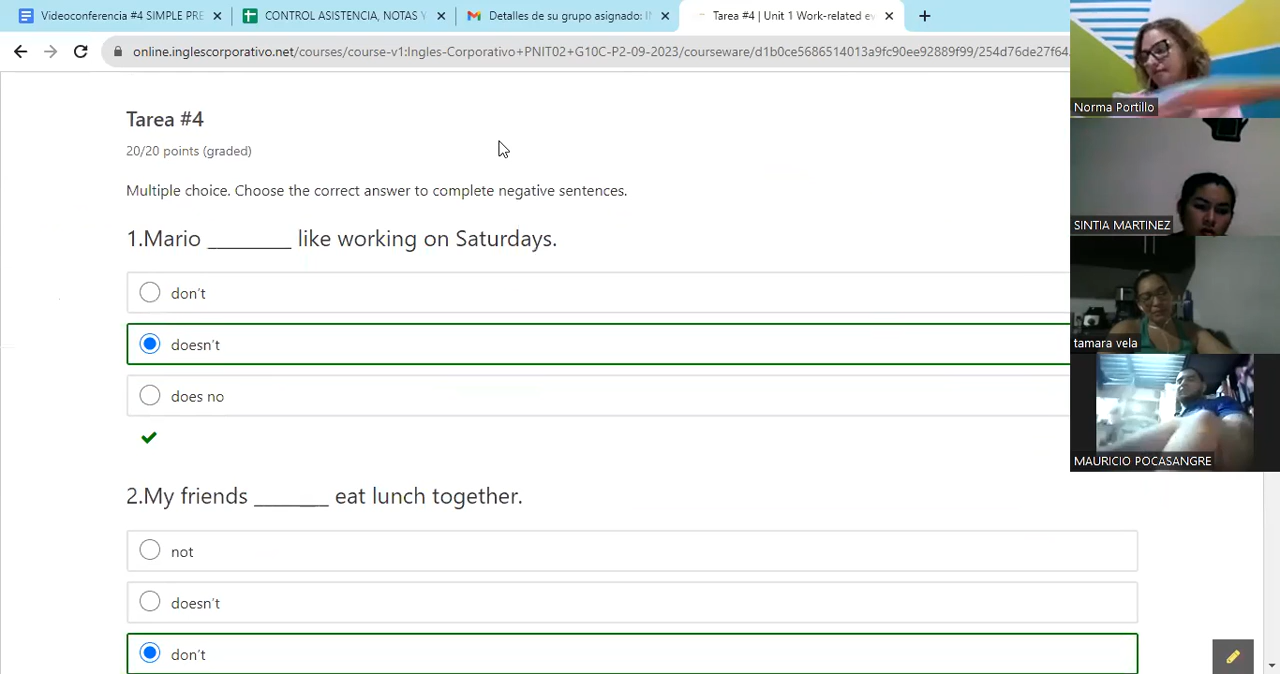 Videoconferencia #4 SIMPLE PRE
CONTROL ASISTENCIA, NOTAS Y
Detalles de su grupo asignado: I
Tarea #4 | Unit 1 Work-related e
online.inglescorporativo.net/courses/course-v1:Ingles-Corporativo+PNIT02+G10C-P2-09-2023/courseware/d1b0ce5686514013a9fc90ee92889f99/254d76de27f64
Tarea #4
20/20 points (graded)
Multiple choice. Choose the correct answer to complete negative sentences.
1.Mario ________ like working on Saturdays.
don't
doesn't
does no
2.My friends _______ eat lunch together.
not
doesn't
don't
Norma Portillo
SINTIA MARTINEZ
tamara vela
MAURICIO POCASANGRE